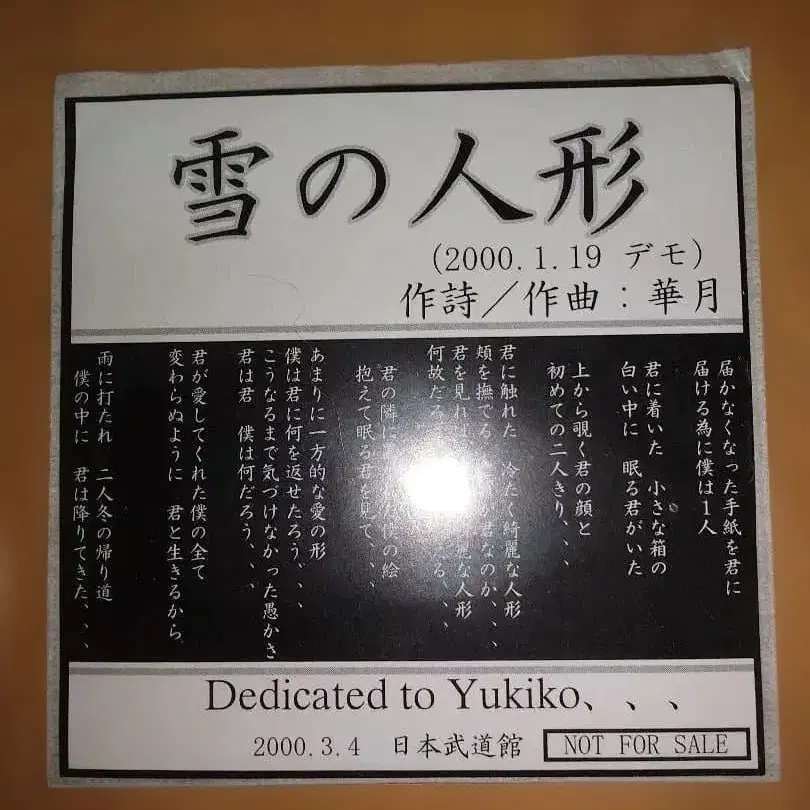 雪の人形
(2000.1.19 デモ)
作詩／作曲：華月
届かなくなった手紙を君に
届ける為に僕は１人
君に着いた 小さな箱の
白い中に 眠る君がいた
上から覗く君の顔と
初めての二人きり、、、
君に触れた 冷たく綺麗な人形
頬を撫でる 君なのか、、、
君を見れば 麗な人形
何故だろ る、、、
君の隣に 僕の絵
抱えて眠る君を見て、、、
あまりに一方的な愛の形
僕は君に何を返せたろう、、、
こうなるまで気づけなかった愚かさ
君は君 僕は何だろう、、、
君が愛してくれた僕の全て
変わらぬように 君と生きるから
雨に打たれ 二人冬の帰り道
僕の中に 君は降りてきた、、、
Dedicated to Yukiko、、、
2000.3.4 日本武道館
NOT FOR SALE